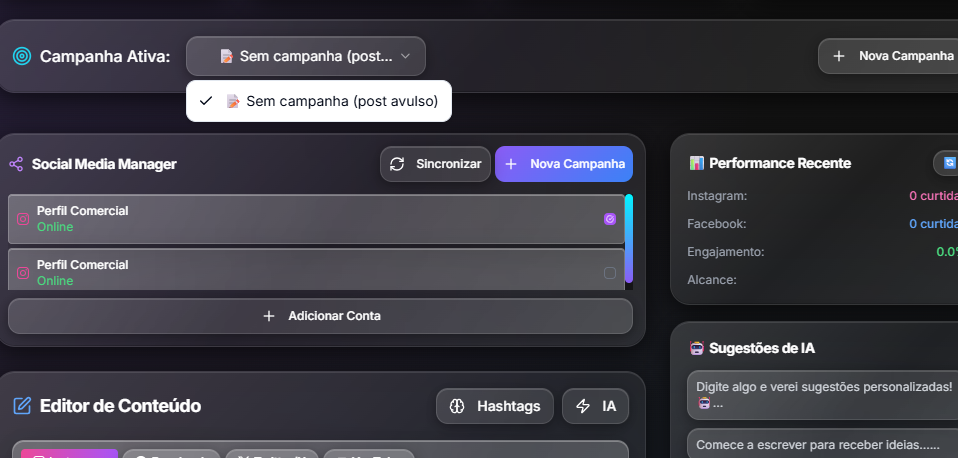 Campanha Ativa:
Sem campanha (post...
Nova Campanha
Sem campanha (post avulso)
Social Media Manager
Sincronizar
Nova Campanha
Perfil Comercial
Online
Perfil Comercial
Online
Adicionar Conta
Performance Recente
Instagram:
0 curtida
Facebook:
0 curtida
Engajamento:
0.0
Alcance:
Editor de Conteúdo
Hashtags
IA
Sugestões de IA
Digite algo e verei sugestões personalizadas!
...
Comece a escrever para receber ideias......